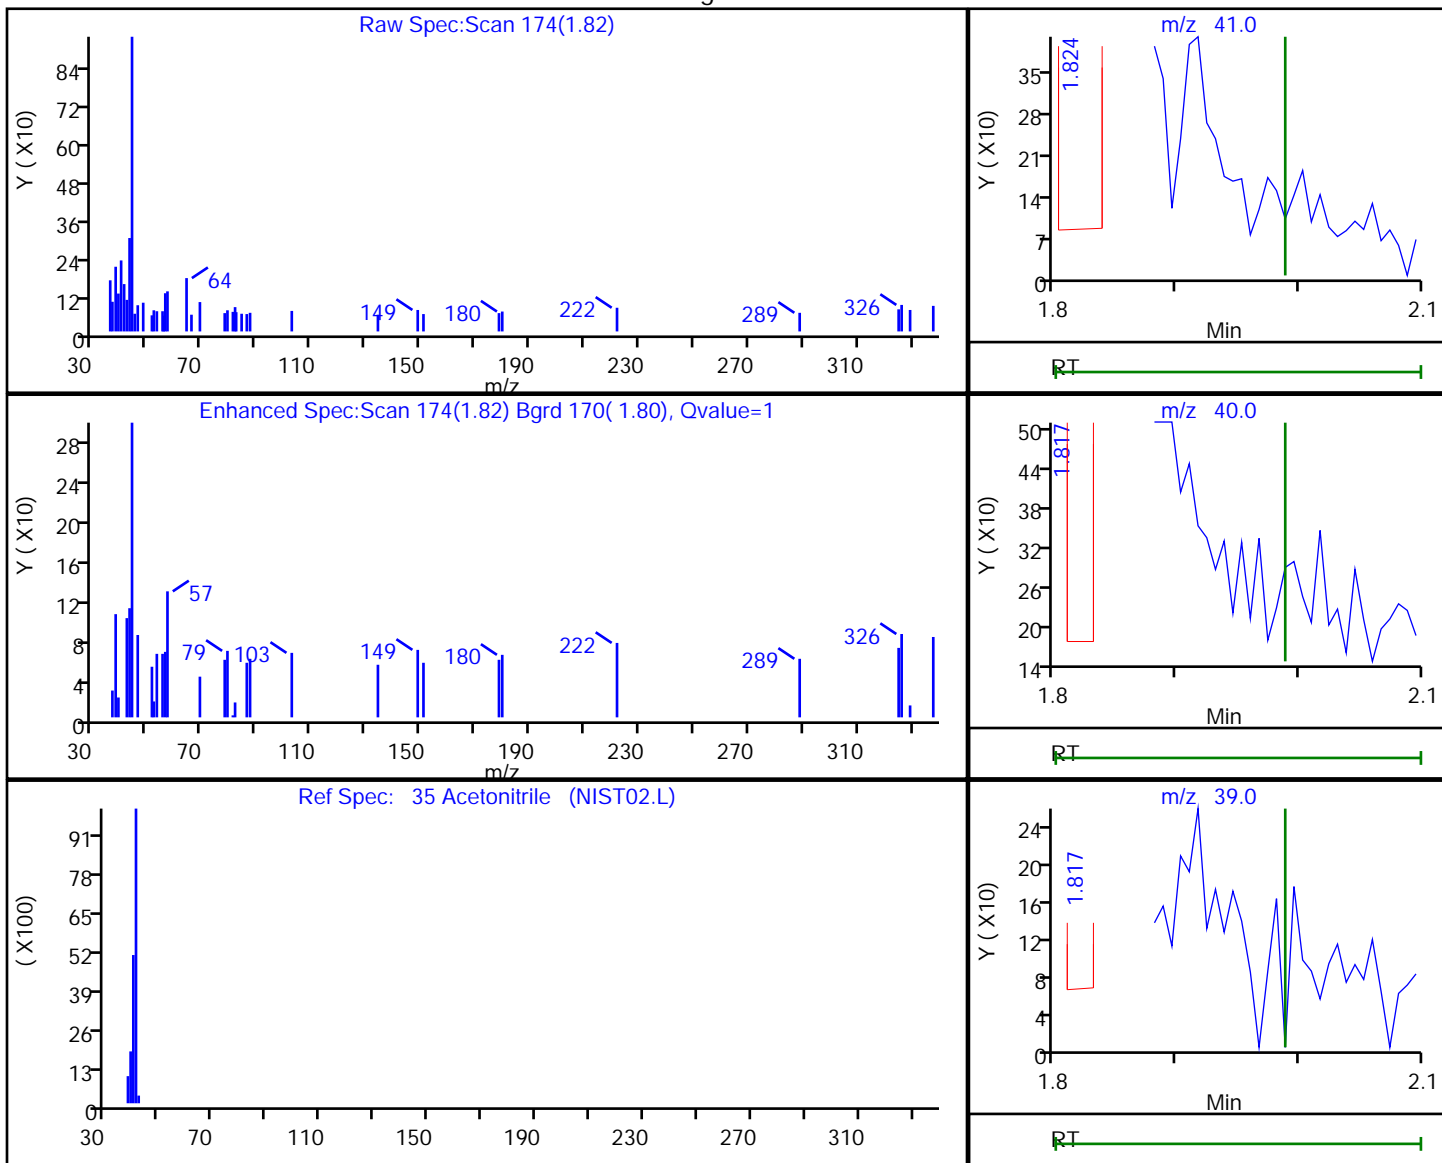 Raw Spec:Scan 174(1.82)
Y ( X10)
84
72
60
48
36
24
12
0
64
149
180
222
289
326
30 70 110 150 190 230 270 310
m/z
m/z 41.0
1.824
Y ( X10)
35
28
21
14
7
0
1.8 2.1
Min
RT
Enhanced Spec:Scan 174(1.82) Bgrd 170( 1.80), Qvalue=1
Y ( X10)
28
24
20
16
12
8
4
0
57
79
103
149
180
222
289
326
30 70 110 150 190 230 270 310
m/z
m/z 40.0
1.817
Y ( X10)
50
44
38
32
26
20
14
1.8 2.1
Min
RT
Ref Spec: 35 Acetonitrile (NIST02.L)
( X100)
91
78
65
52
39
26
13
0
30 70 110 150 190 230 270 310
m/z 39.0
1.817
Y ( X10)
24
20
16
12
8
4
0
1.8 2.1
Min
RT